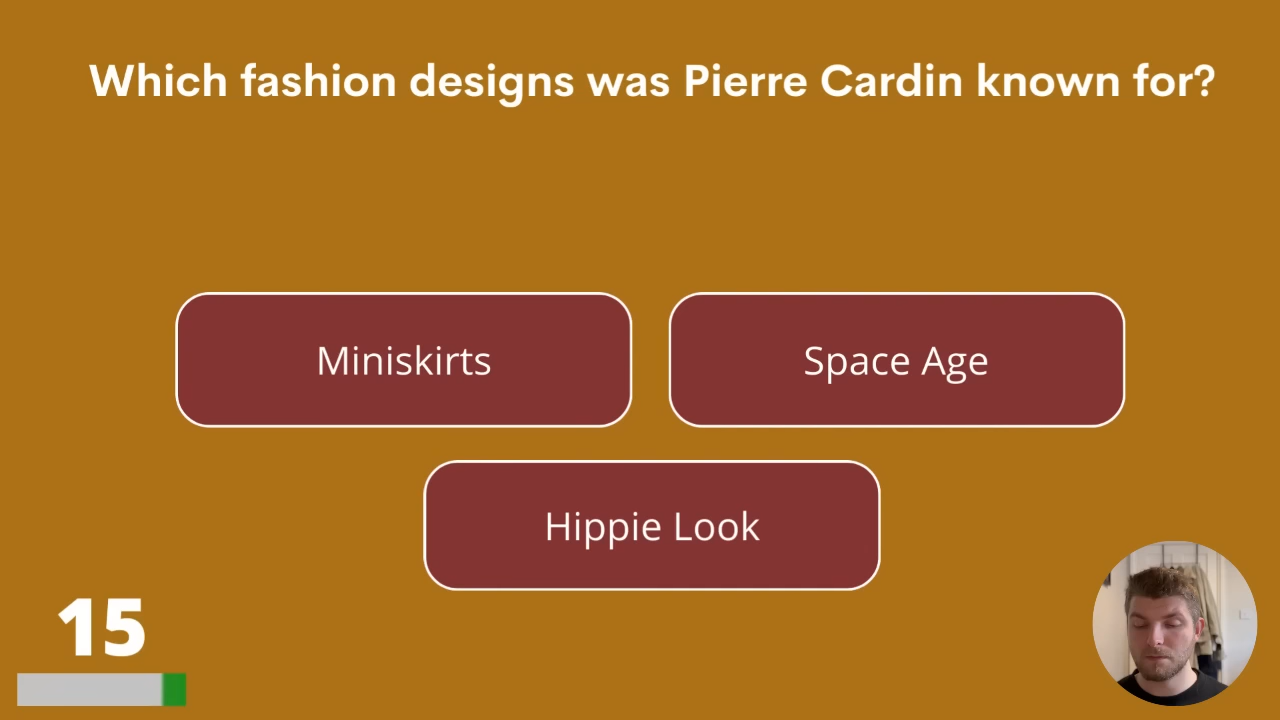 Which fashion designs was Pierre Cardin known for?
Miniskirts
Space Age
Hippie Look
15